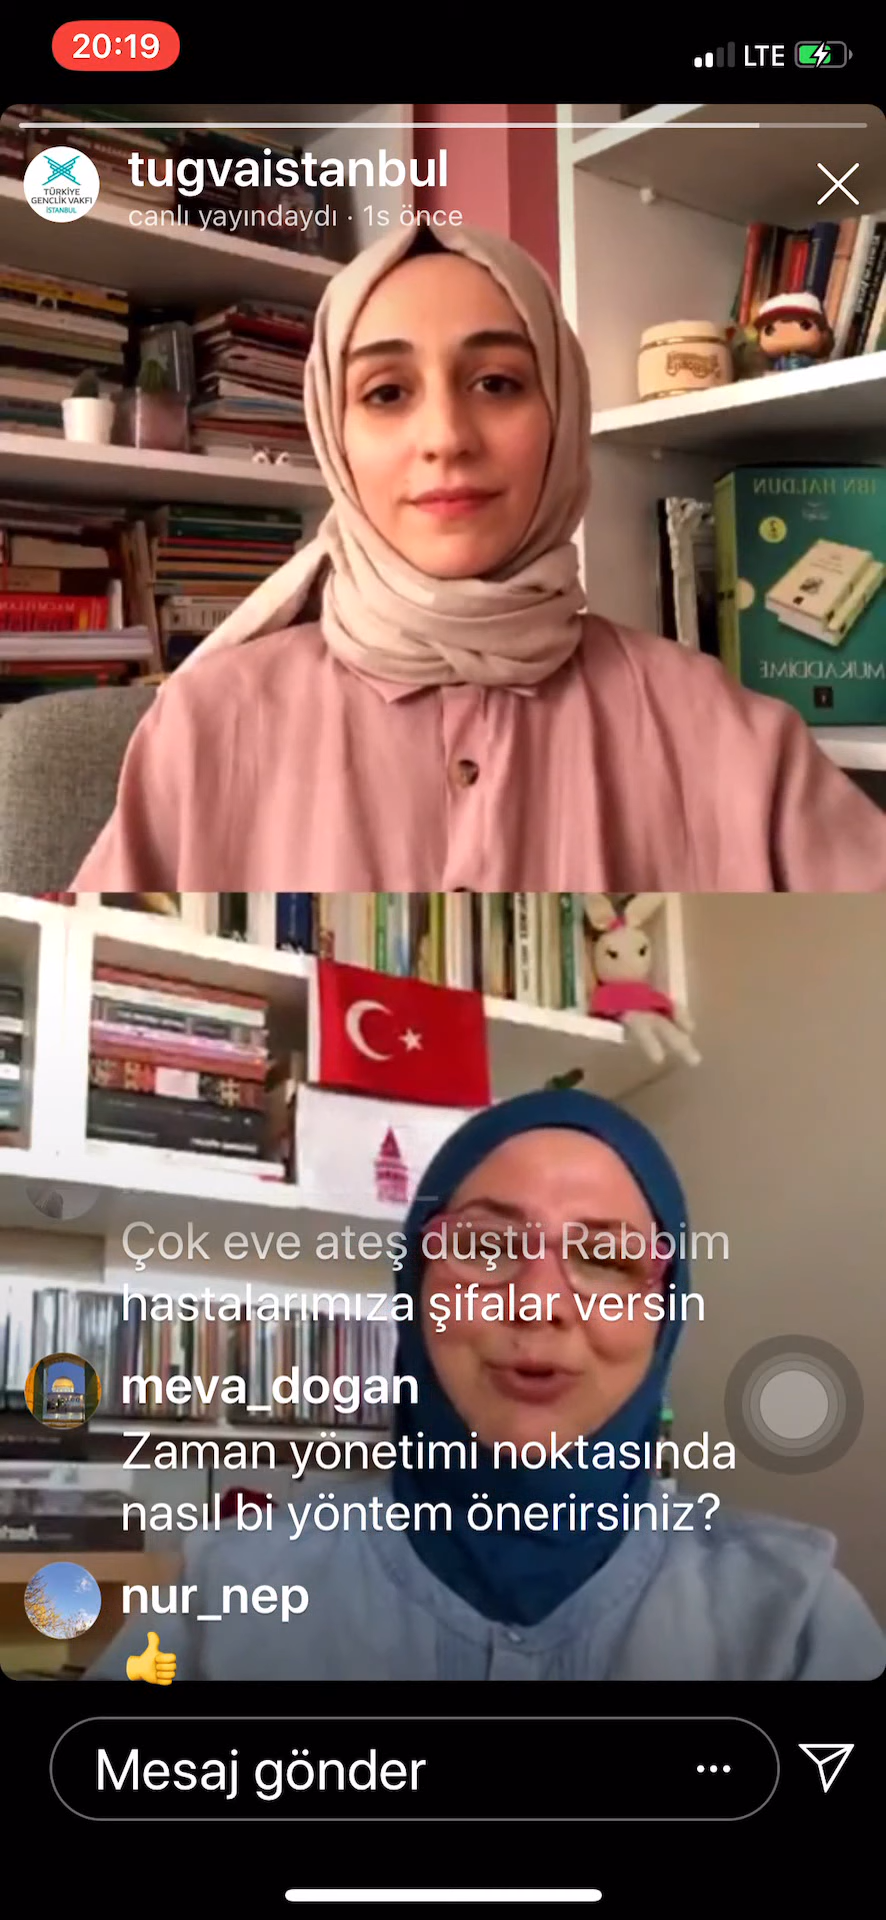 20:19
LTE
tugvaistanbul
canlı yayındaydı · 1s önce
TÜRKİYE
GENÇLİK VAKFI
İSTANBUL
IBN HALDUN
MUKADDİME
MACMILLAN
Çok eve ateş düştü Rabbim
hastalarımıza şifalar versin
meva_dogan
Zaman yönetimi noktasında
nasıl bi yöntem önerirsiniz?
nur_nep
👍
Mesaj gönder